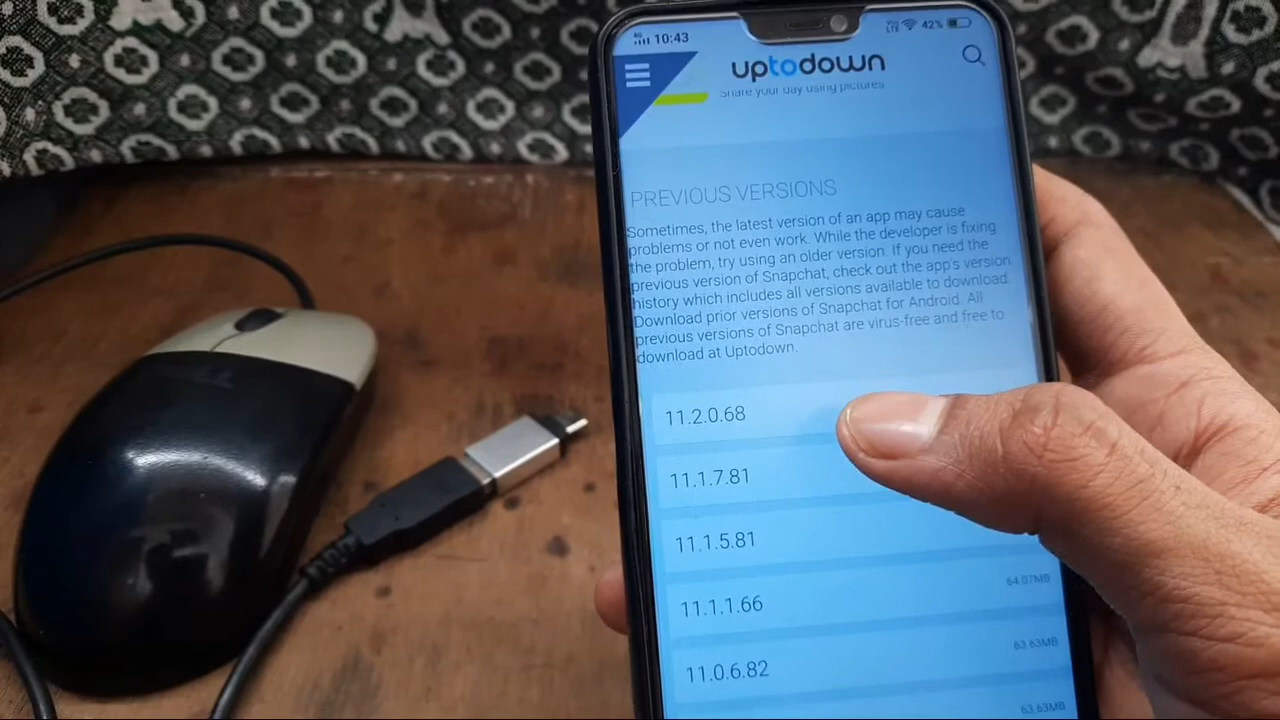 4G 10:43
VoLTE 42%
uptodown
Share your day using pictures
PREVIOUS VERSIONS
Sometimes, the latest version of an app may cause
problems or not even work. While the developer is fixing
the problem, try using an older version. If you need the
previous version of Snapchat, check out the app's version
history which includes all versions available to download.
Download prior versions of Snapchat for Android. All
previous versions of Snapchat are virus-free and free to
download at Uptodown.
11.2.0.68
11.1.7.81
11.1.5.81
64.07MB
11.1.1.66
63.63MB
11.0.6.82
63.63MB